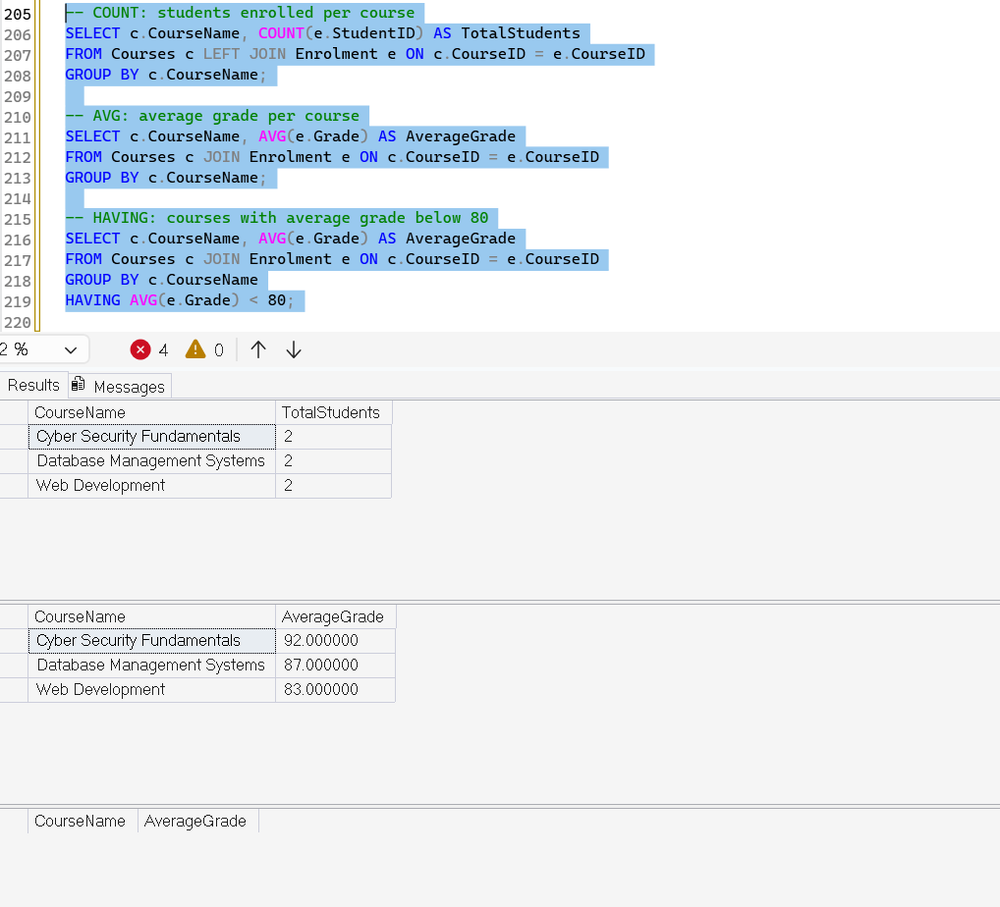 205 -- COUNT: students enrolled per course
206 SELECT c.CourseName, COUNT(e.StudentID) AS TotalStudents
207 FROM Courses c LEFT JOIN Enrolment e ON c.CourseID = e.CourseID
208 GROUP BY c.CourseName;
209
210 -- AVG: average grade per course
211 SELECT c.CourseName, AVG(e.Grade) AS AverageGrade
212 FROM Courses c JOIN Enrolment e ON c.CourseID = e.CourseID
213 GROUP BY c.CourseName;
214
215 -- HAVING: courses with average grade below 80
216 SELECT c.CourseName, AVG(e.Grade) AS AverageGrade
217 FROM Courses c JOIN Enrolment e ON c.CourseID = e.CourseID
218 GROUP BY c.CourseName
219 HAVING AVG(e.Grade) < 80;
220
2 % 4 0
Results Messages
CourseName TotalStudents
Cyber Security Fundamentals 2
Database Management Systems 2
Web Development 2
CourseName AverageGrade
Cyber Security Fundamentals 92.000000
Database Management Systems 87.000000
Web Development 83.000000
CourseName AverageGrade